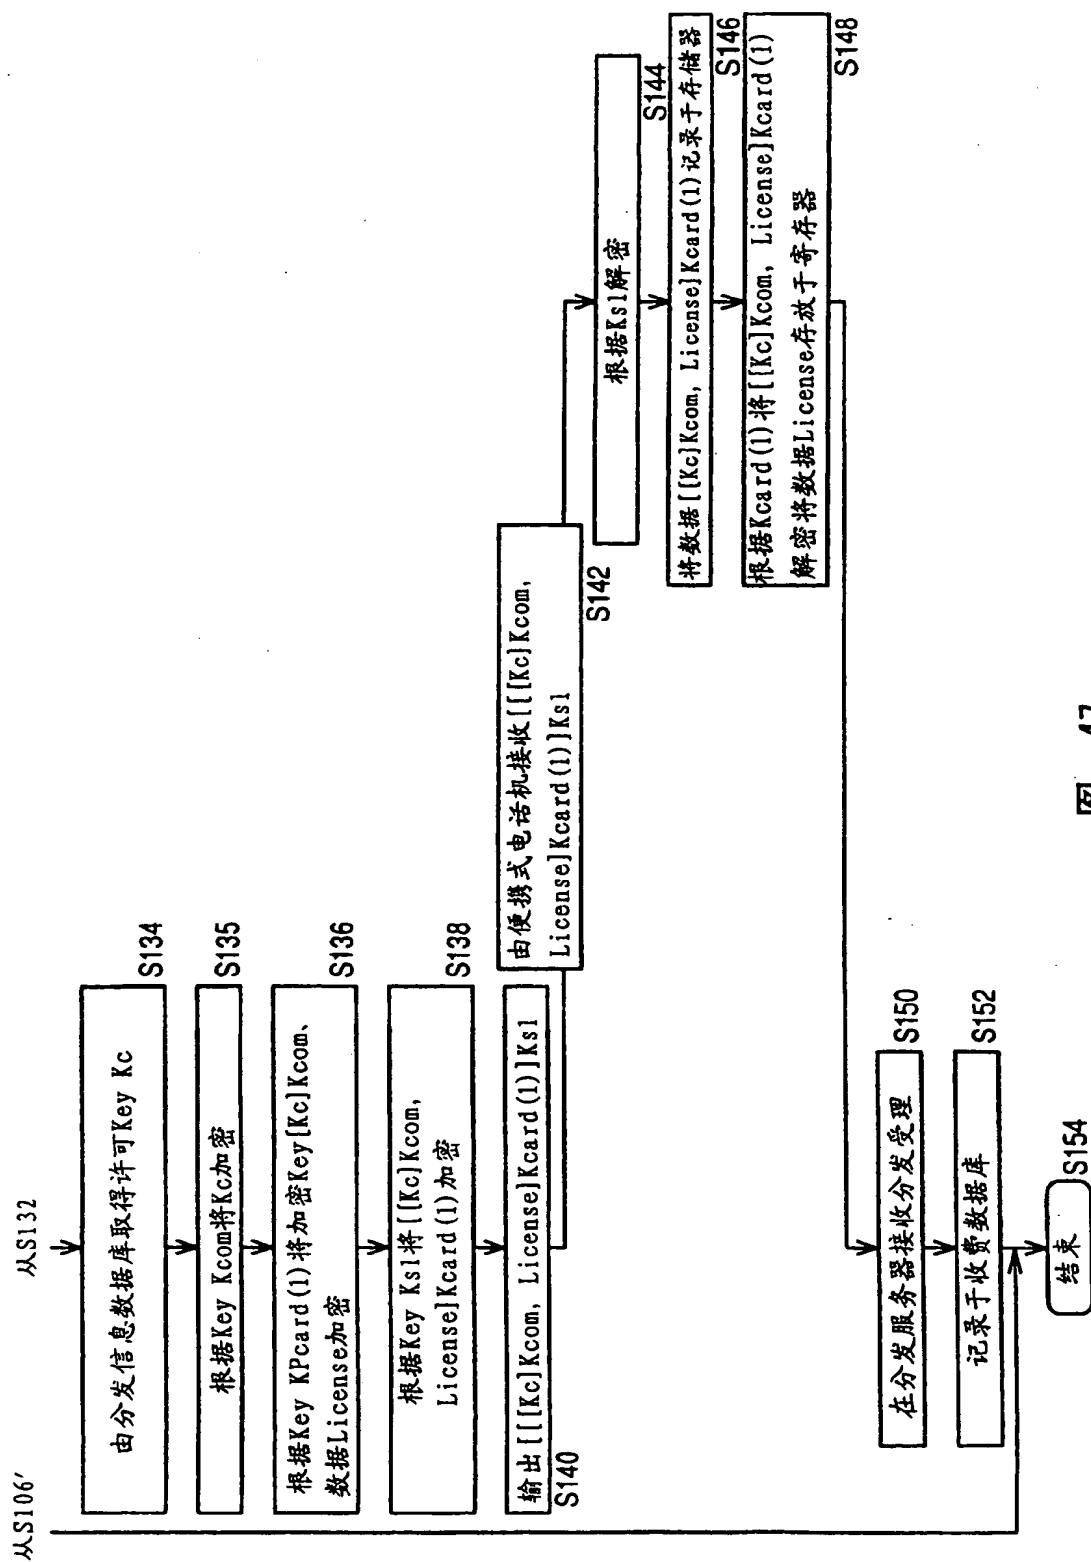 从S106′
从S132
由分发信息数据库取得许可Key Kc
S134
根据Key Kcom将Kc加密
S135
根据Key KPcard(1)将加密Key[Kc]Kcom、
数据License加密
S136
根据Key Ks1将[[Kc]Kcom,
License]Kcard(1)加密
S138
输出[[[Kc]Kcom, License]Kcard(1)]Ks1
S140
由便携式电话机接收[[[Kc]Kcom,
License]Kcard(1)]Ks1
S142
根据Ks1解密
S144
将数据[[Kc]Kcom, License]Kcard(1)记录于存储器
S146
根据Kcard(1)将[[Kc]Kcom, License]Kcard(1)
解密将数据License存放于寄存器
S148
在分发服务器接收分发受理
S150
记录于收费数据库
S152
结束
S154